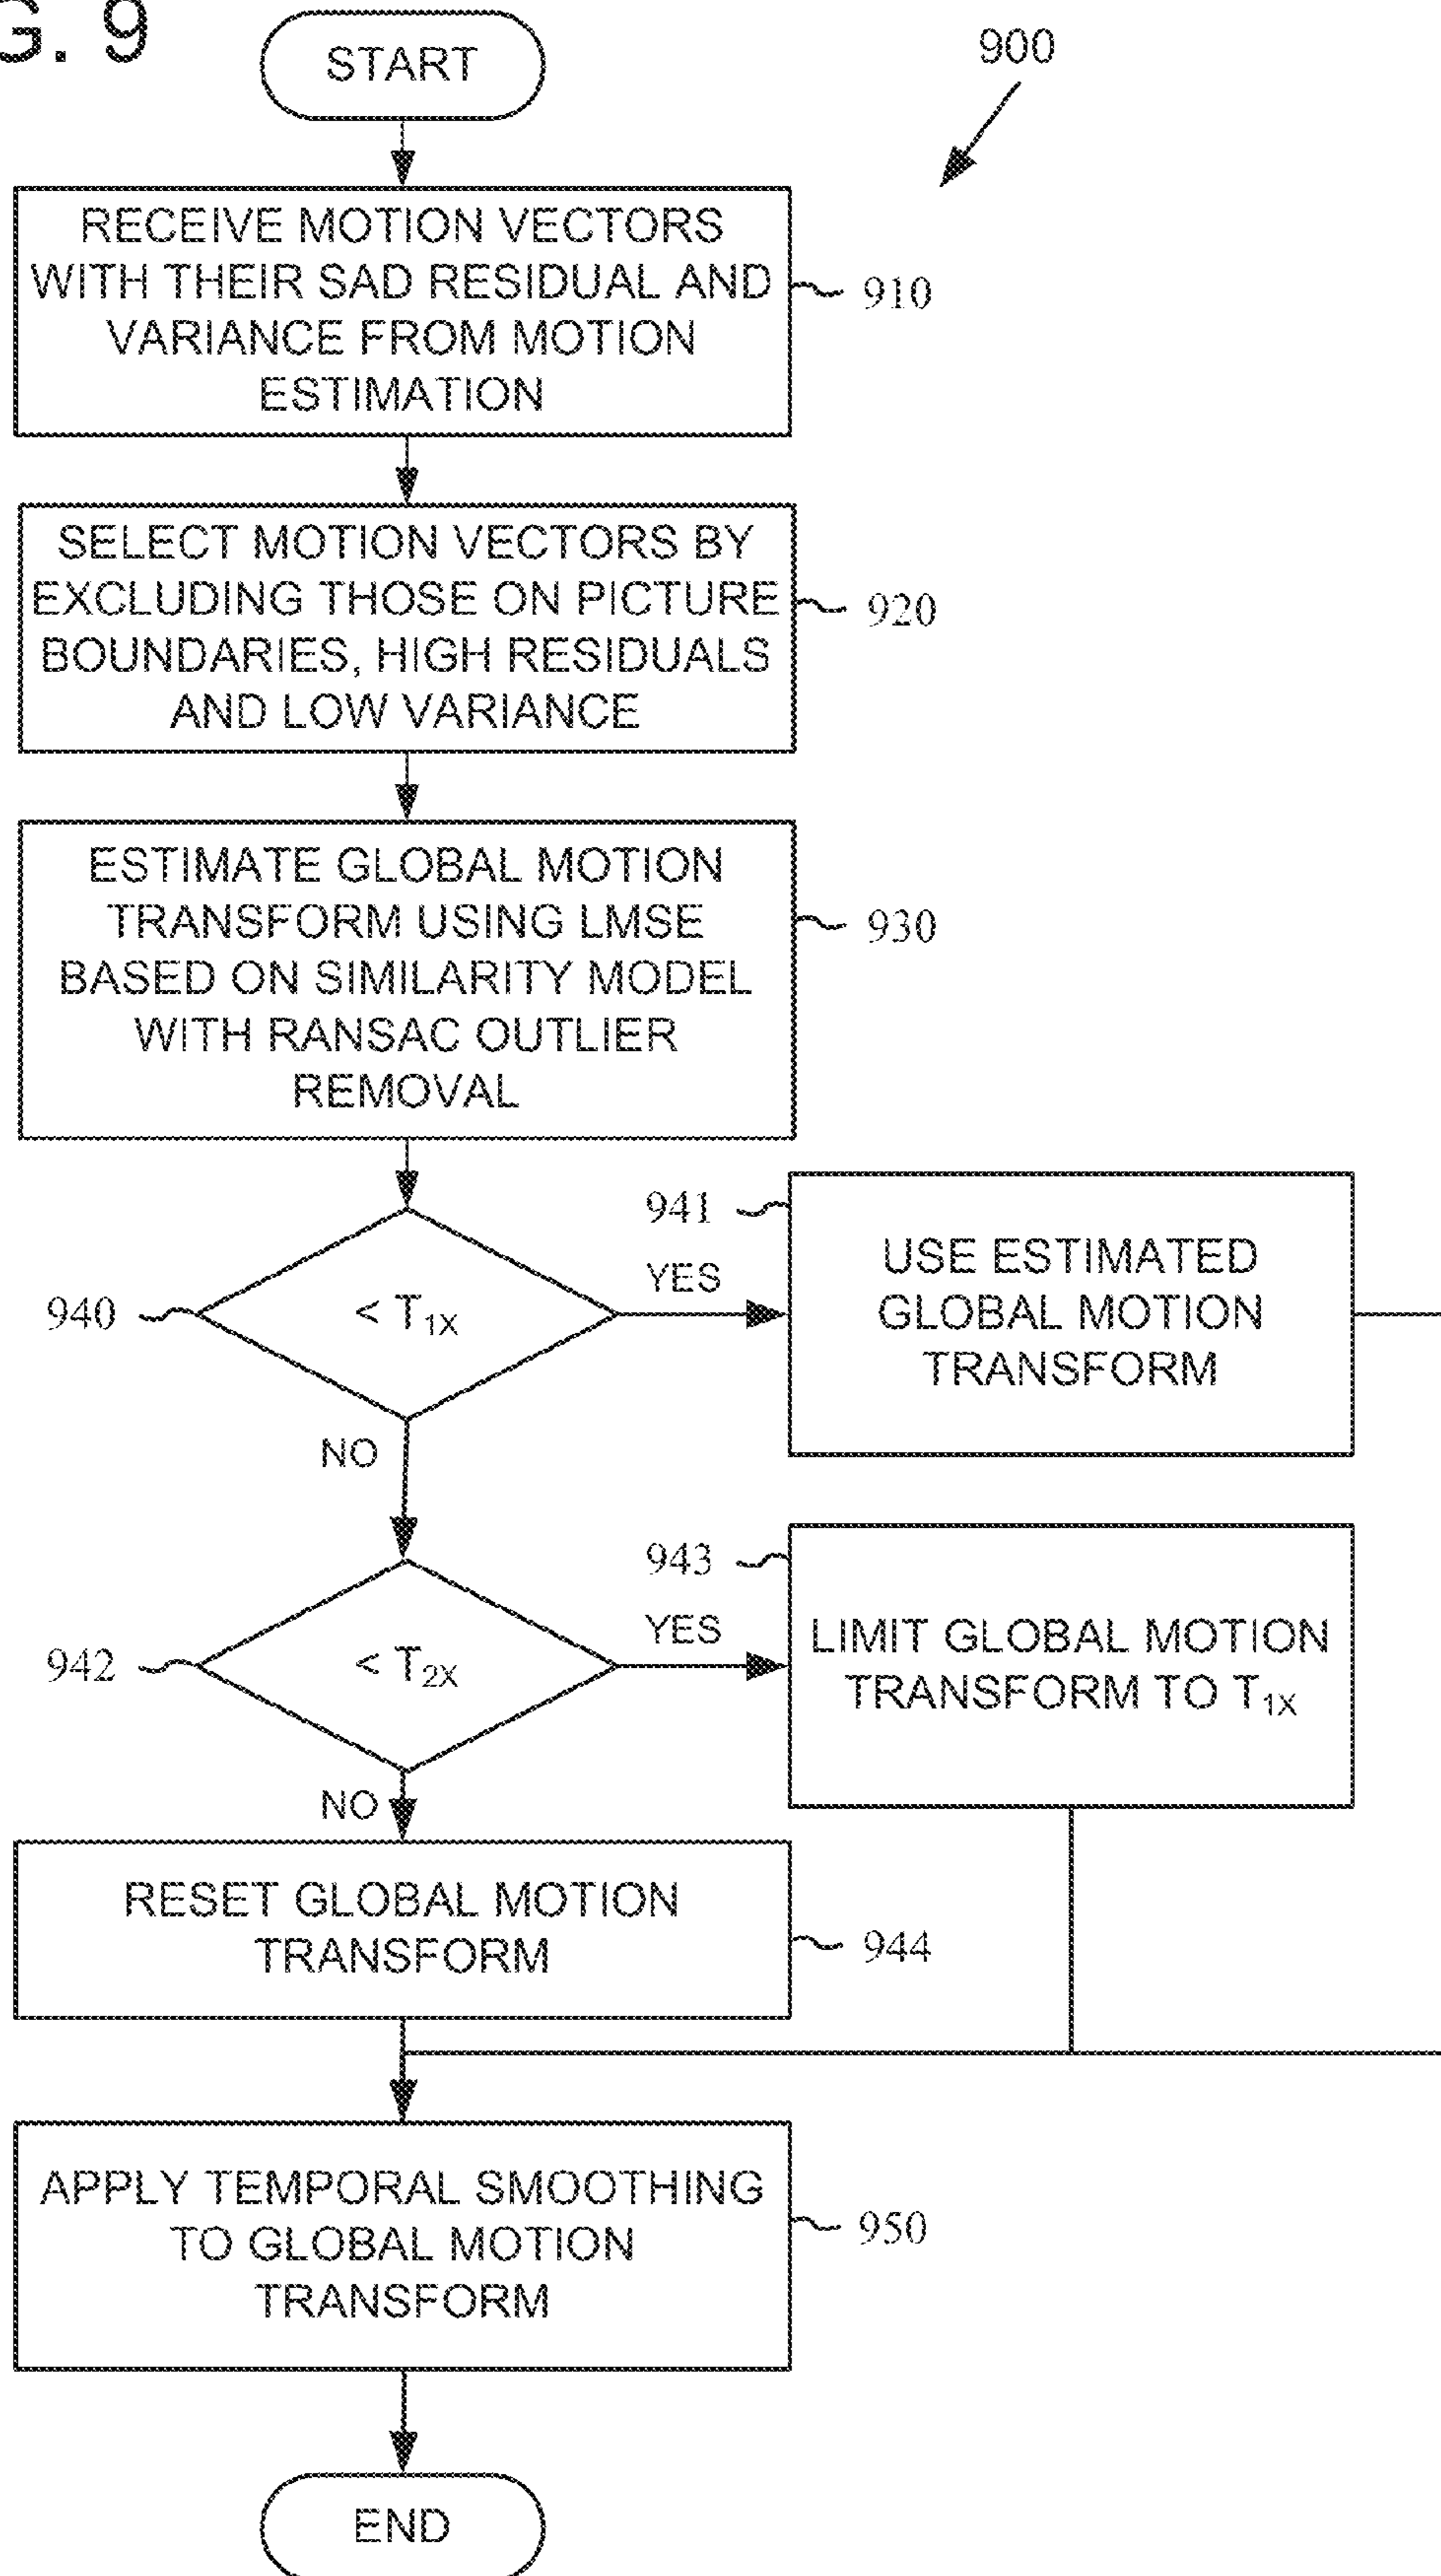 G. 9
START
900
RECEIVE MOTION VECTORS
WITH THEIR SAD RESIDUAL AND
VARIANCE FROM MOTION
ESTIMATION
910
SELECT MOTION VECTORS BY
EXCLUDING THOSE ON PICTURE
BOUNDARIES, HIGH RESIDUALS
AND LOW VARIANCE
920
ESTIMATE GLOBAL MOTION
TRANSFORM USING LMSE
BASED ON SIMILARITY MODEL
WITH RANSAC OUTLIER
REMOVAL
930
940
< T1X
YES
941
USE ESTIMATED
GLOBAL MOTION
TRANSFORM
NO
942
< T2X
YES
943
LIMIT GLOBAL MOTION
TRANSFORM TO T1X
NO
RESET GLOBAL MOTION
TRANSFORM
944
APPLY TEMPORAL SMOOTHING
TO GLOBAL MOTION
TRANSFORM
950
END